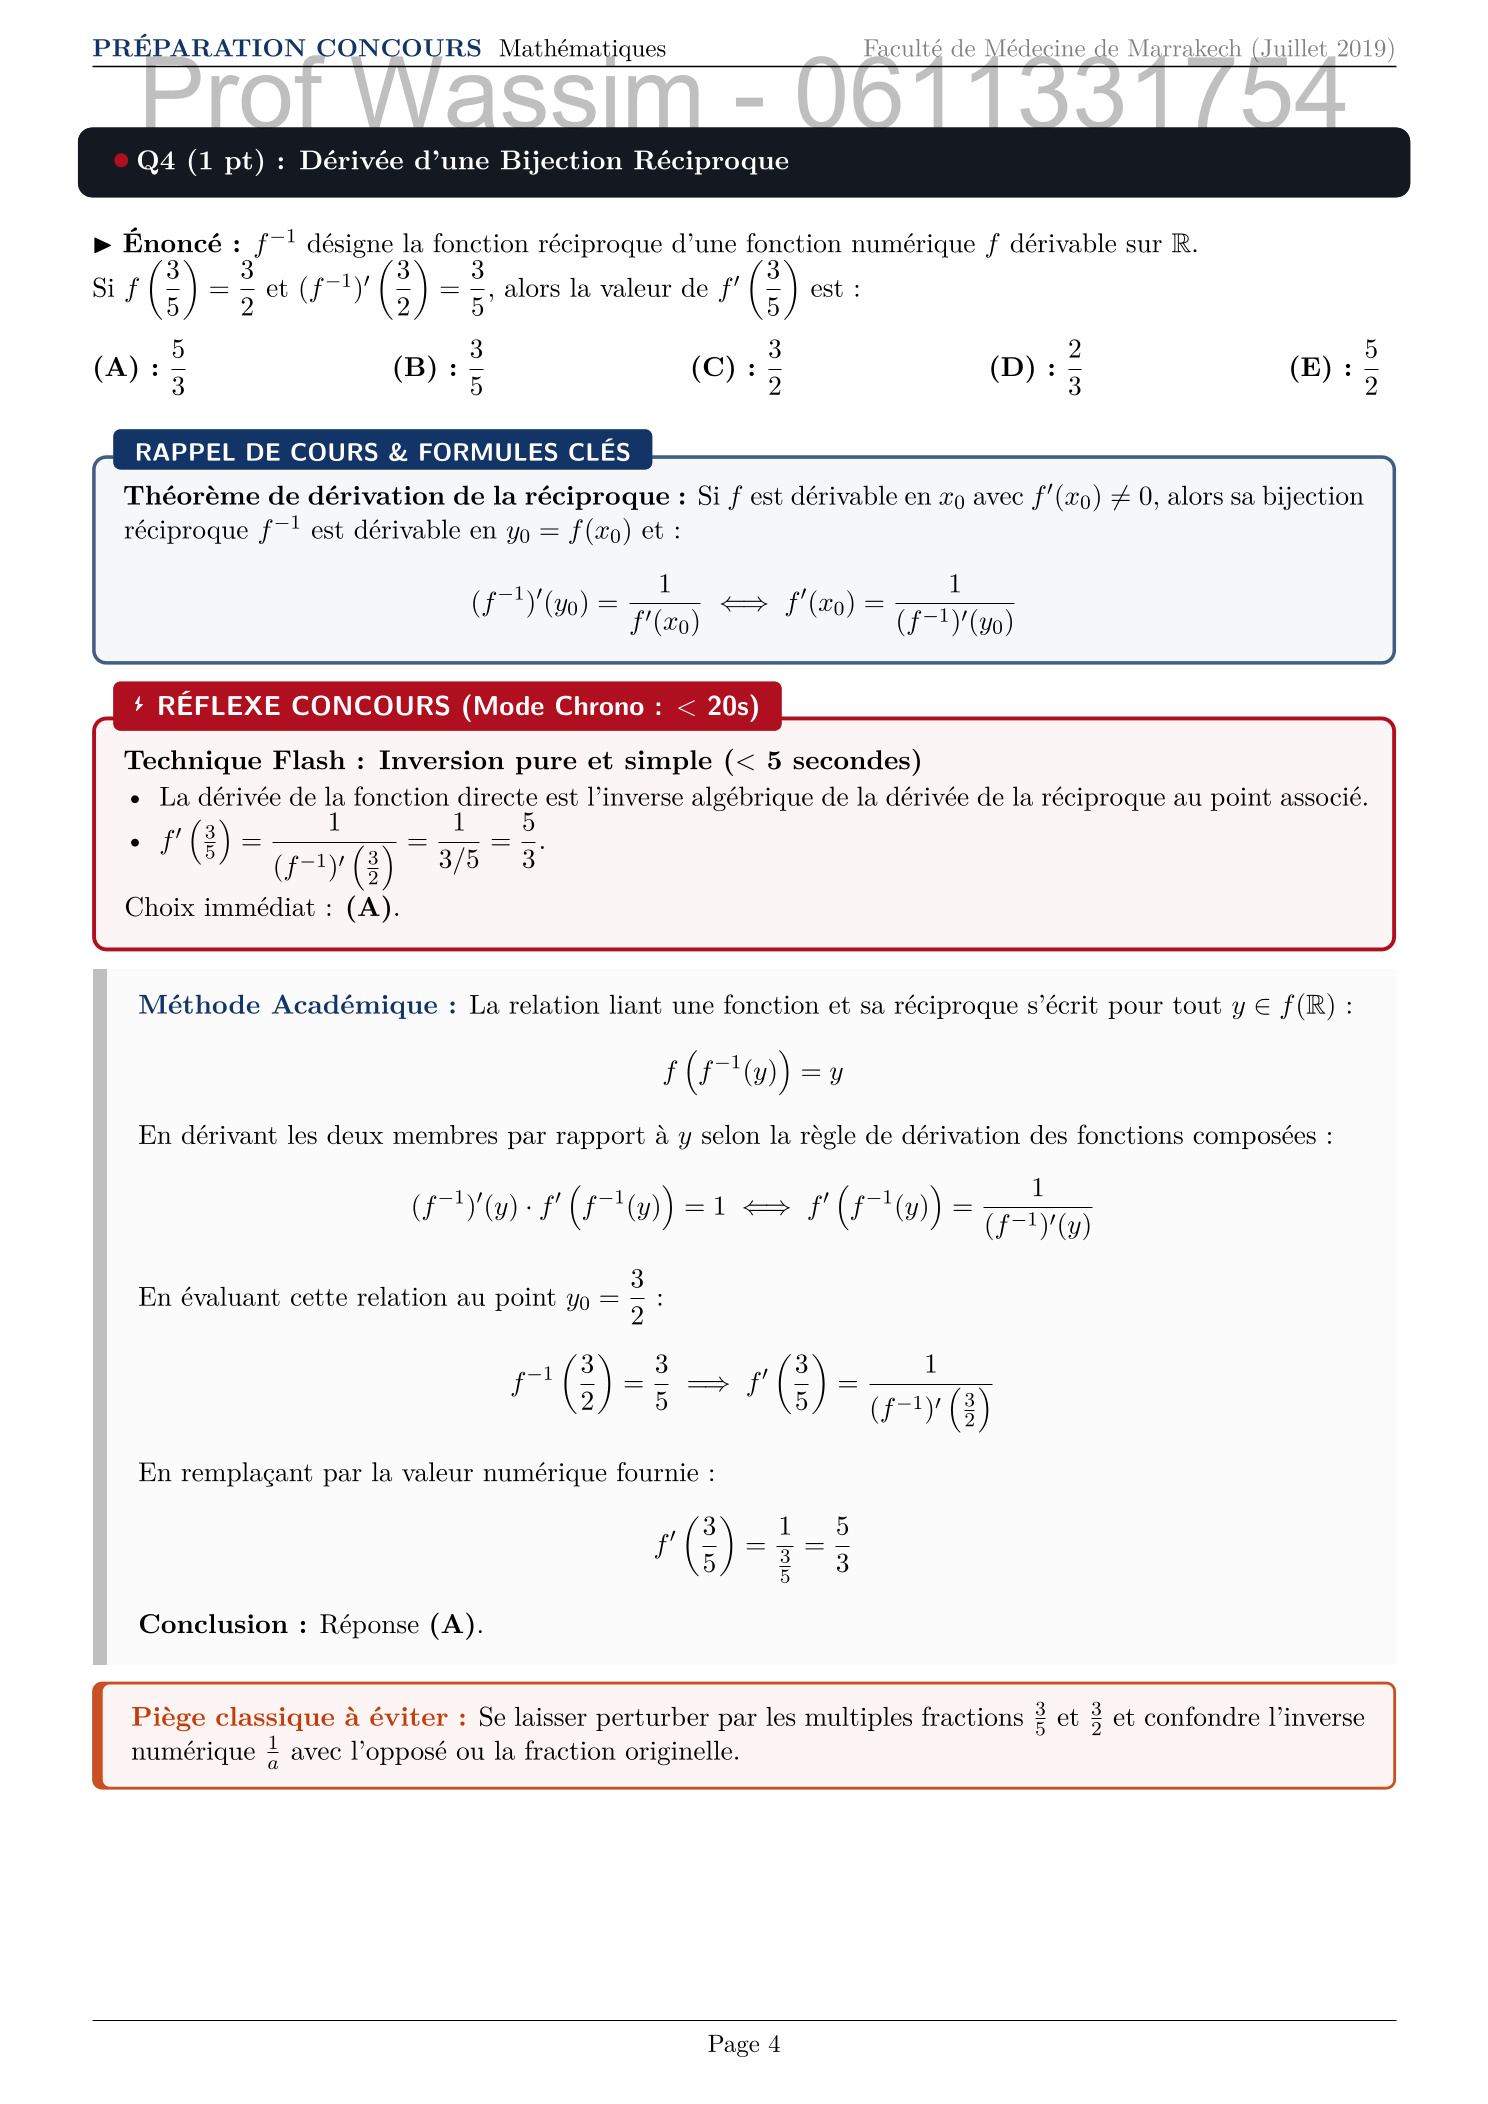 PRÉPARATION CONCOURS Mathématiques Faculté de Médecine de Marrakech (Juillet 2019)
Prof Wassim - 0611331754
• Q4 (1 pt) : Dérivée d'une Bijection Réciproque
▶ Énoncé : f⁻¹ désigne la fonction réciproque d'une fonction numérique f dérivable sur ℝ.
Si f(3/5) = 3/2 et (f⁻¹)′(3/2) = 3/5, alors la valeur de f′(3/5) est :
(A) : 5/3 (B) : 3/5 (C) : 3/2 (D) : 2/3 (E) : 5/2
RAPPEL DE COURS & FORMULES CLÉS
Théorème de dérivation de la réciproque : Si f est dérivable en x₀ avec f′(x₀) ≠ 0, alors sa bijection
réciproque f⁻¹ est dérivable en y₀ = f(x₀) et :
(f⁻¹)′(y₀) = 1/f′(x₀) ⟺ f′(x₀) = 1/(f⁻¹)′(y₀)
RÉFLEXE CONCOURS (Mode Chrono : < 20s)
Technique Flash : Inversion pure et simple (< 5 secondes)
• La dérivée de la fonction directe est l'inverse algébrique de la dérivée de la réciproque au point associé.
• f′(3/5) = 1/(f⁻¹)′(3/2) = 1/3/5 = 5/3.
Choix immédiat : (A).
Méthode Académique : La relation liant une fonction et sa réciproque s'écrit pour tout y ∈ f(ℝ) :
f(f⁻¹(y)) = y
En dérivant les deux membres par rapport à y selon la règle de dérivation des fonctions composées :
(f⁻¹)′(y) · f′(f⁻¹(y)) = 1 ⟺ f′(f⁻¹(y)) = 1/(f⁻¹)′(y)
En évaluant cette relation au point y₀ = 3/2 :
f⁻¹(3/2) = 3/5 ⟹ f′(3/5) = 1/(f⁻¹)′(3/2)
En remplaçant par la valeur numérique fournie :
f′(3/5) = 1/(3/5) = 5/3
Conclusion : Réponse (A).
Piège classique à éviter : Se laisser perturber par les multiples fractions 3/5 et 3/2 et confondre l'inverse
numérique 1/a avec l'opposé ou la fraction originelle.
Page 4